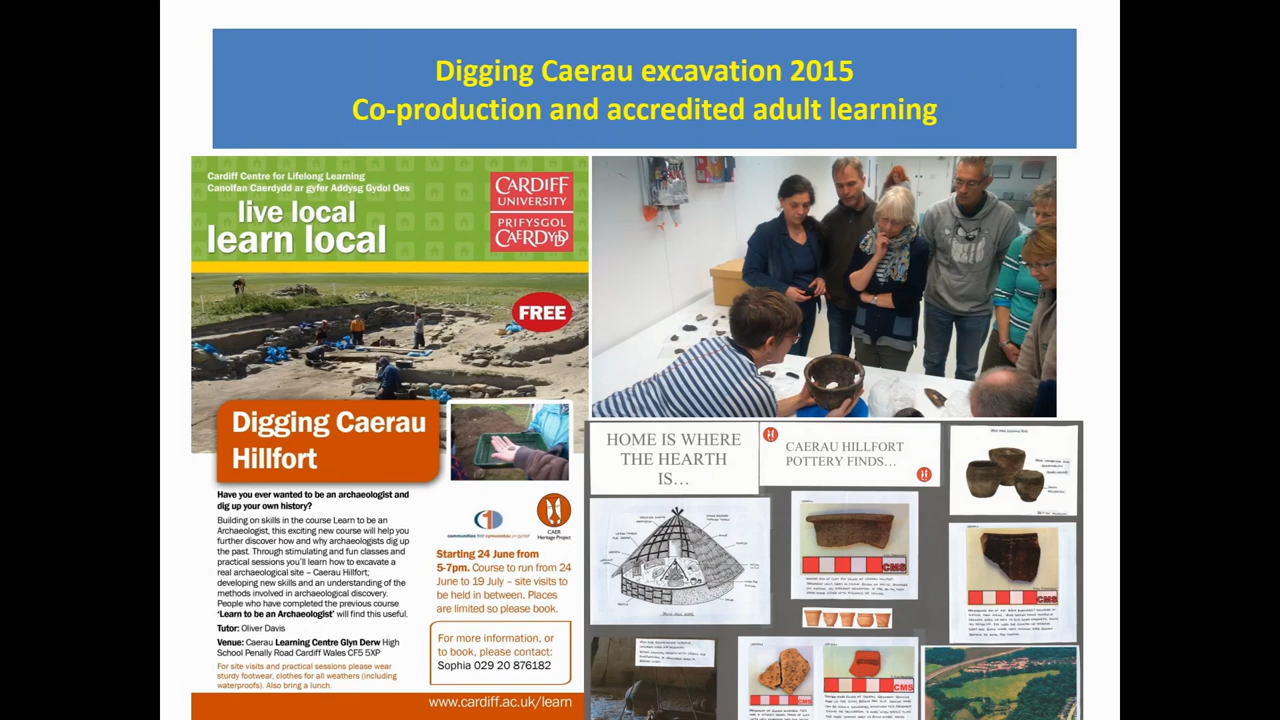 Digging Caerau excavation 2015
Co-production and accredited adult learning
Cardiff Centre for Lifelong Learning
Canolfan Caerdydd ar gyfer Addysg Gydol Oes
live local
learn local
CARDIFF
UNIVERSITY
PRIFYSGOL
CAERDYDD
FREE
Digging Caerau
Hillfort
Have you ever wanted to be an archaeologist and
dig up your own history?
Building on skills in the course Learn to be an
Archaeologist, this exciting new course will help you
further discover how and why archaeologists dig up
the past. Through stimulating and fun classes and
practical sessions you'll learn how to excavate a
real archaeological site – Caerau Hillfort;
developing new skills and an understanding of the
methods involved in archaeological discovery.
People who have completed the previous course
'Learn to be an Archaeologist' will find this useful.
Tutor: Oliver Davis
Venue: Caerau Learning Centre Glyn Derw High
School Penally Road Cardiff Wales CF5 5XP
For site visits and practical sessions please wear
sturdy footwear, clothes for all weathers (including
waterproofs). Also bring a lunch.
CAER
Heritage Project
Starting 24 June from
5-7pm. Course to run from 24
June to 19 July – site visits to
be held in between. Places
are limited so please book.
For more information, or
to book, please contact:
Sophia 029 20 876182
www.cardiff.ac.uk/learn
HOME IS WHERE
THE HEARTH
IS...
CAERAU HILLFORT
POTTERY FINDS...
CMS
CMS
CMS
CMS